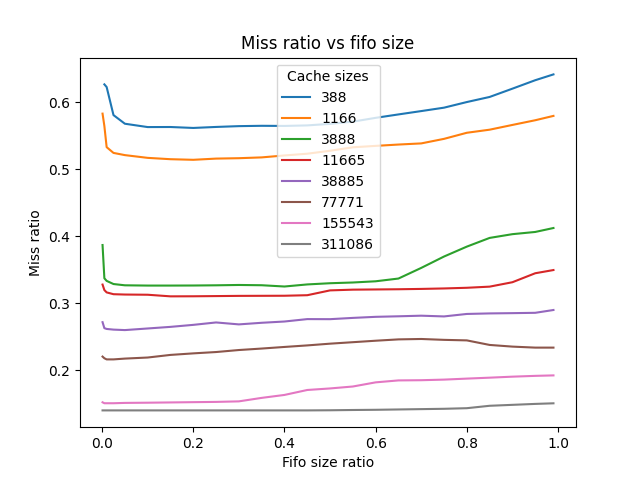 Miss ratio vs fifo size
Cache sizes
388
1166
3888
11665
38885
77771
155543
311086
0.6
0.5
0.4
0.3
0.2
Miss ratio
0.0 0.2 0.4 0.6 0.8 1.0
Fifo size ratio